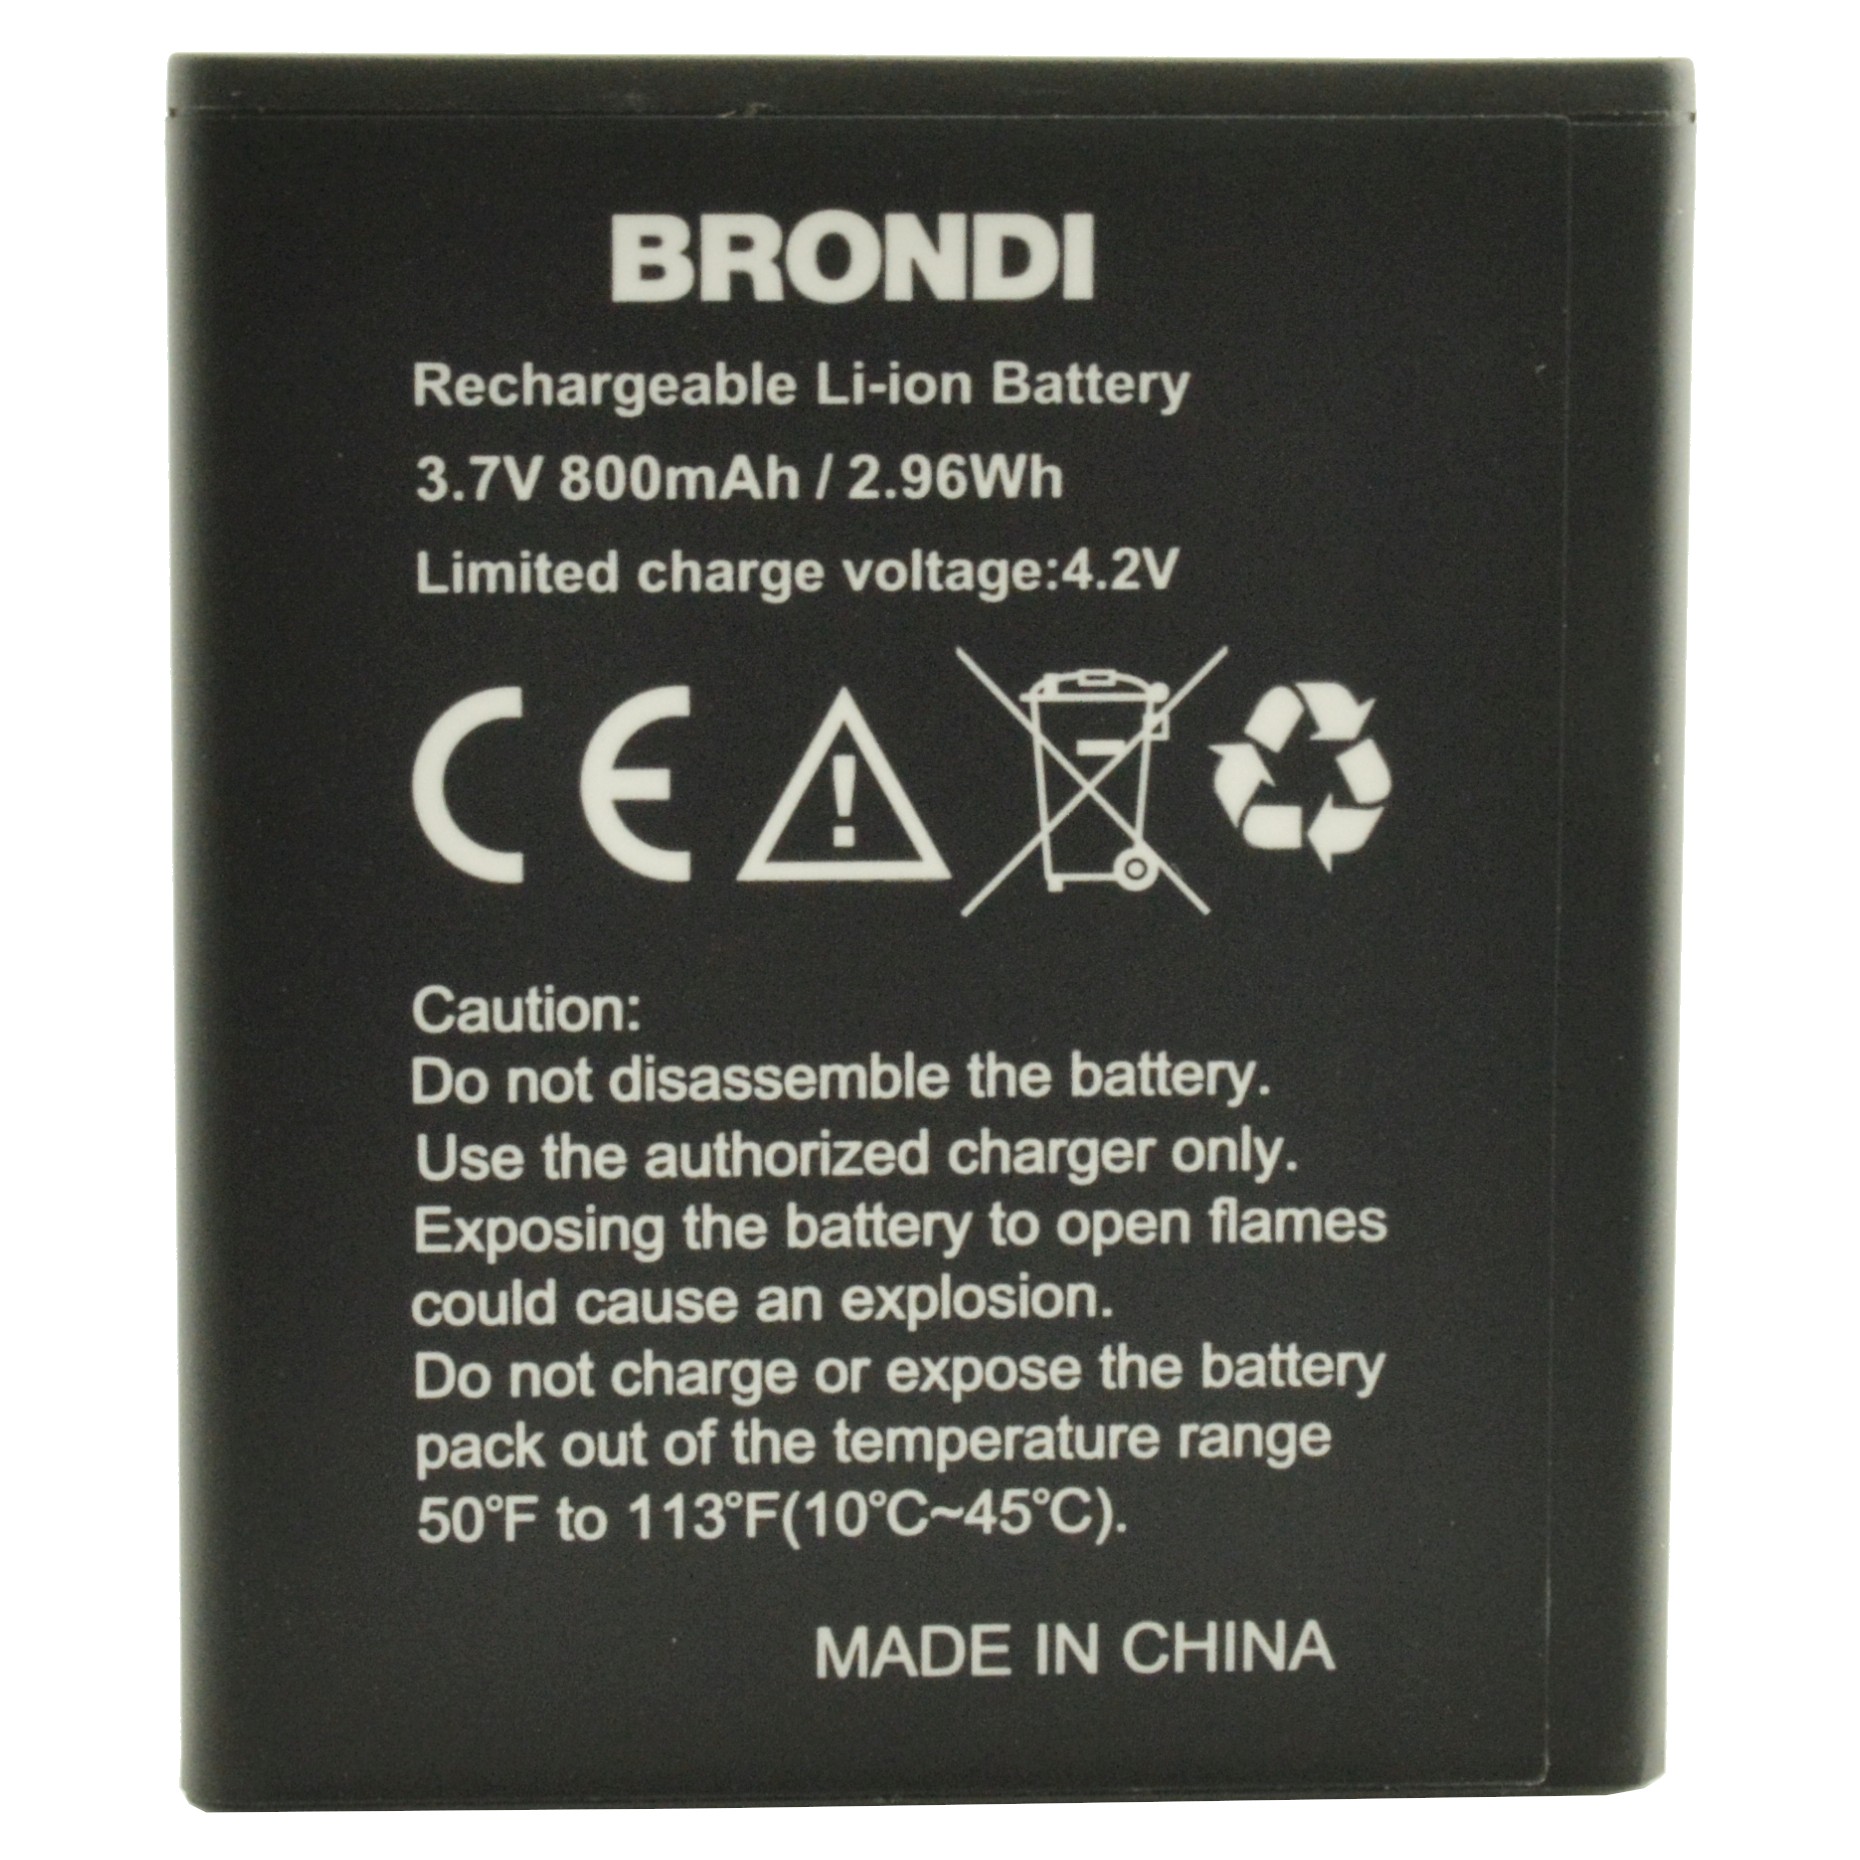 BRONDI
Rechargeable Li-ion Battery
3.7V 800mAh / 2.96Wh
Limited charge voltage:4.2V
CE
Caution:
Do not disassemble the battery.
Use the authorized charger only.
Exposing the battery to open flames
could cause an explosion.
Do not charge or expose the battery
pack out of the temperature range
50°F to 113°F(10°C~45°C).
MADE IN CHINA